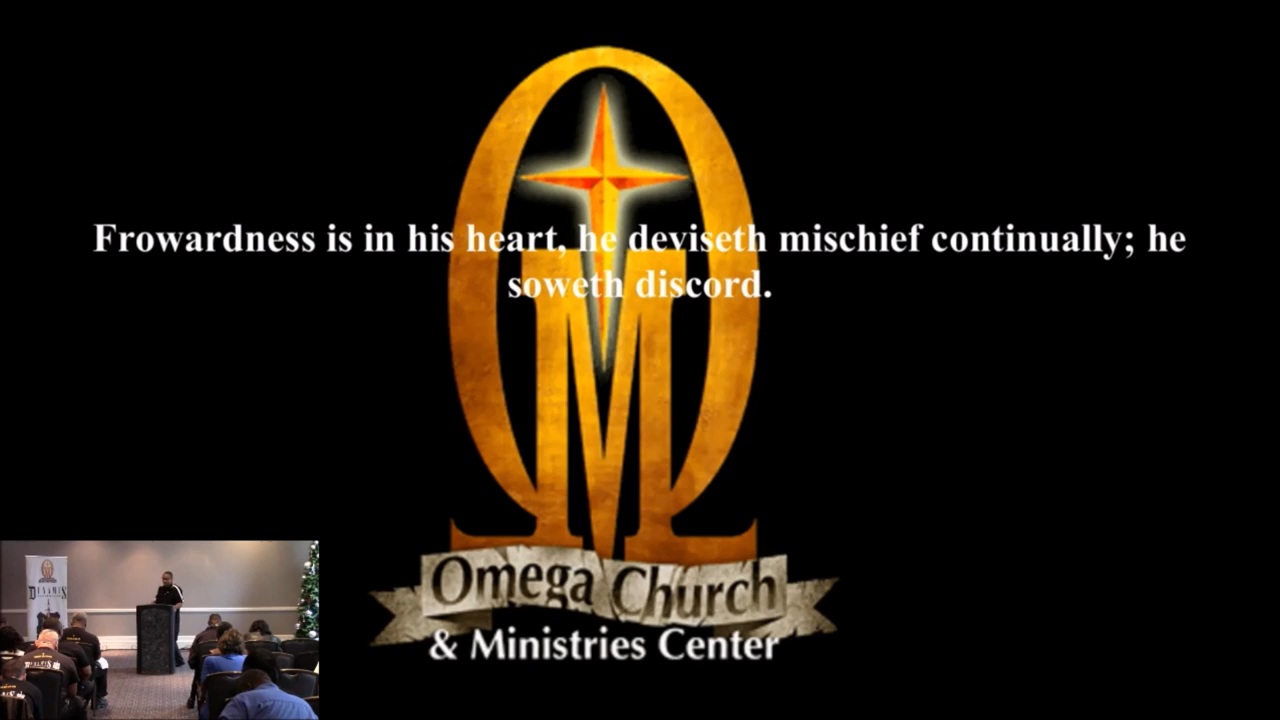 Frowardness is in his heart, he deviseth mischief continually; he
soweth discord.
Omega Church
& Ministries Center